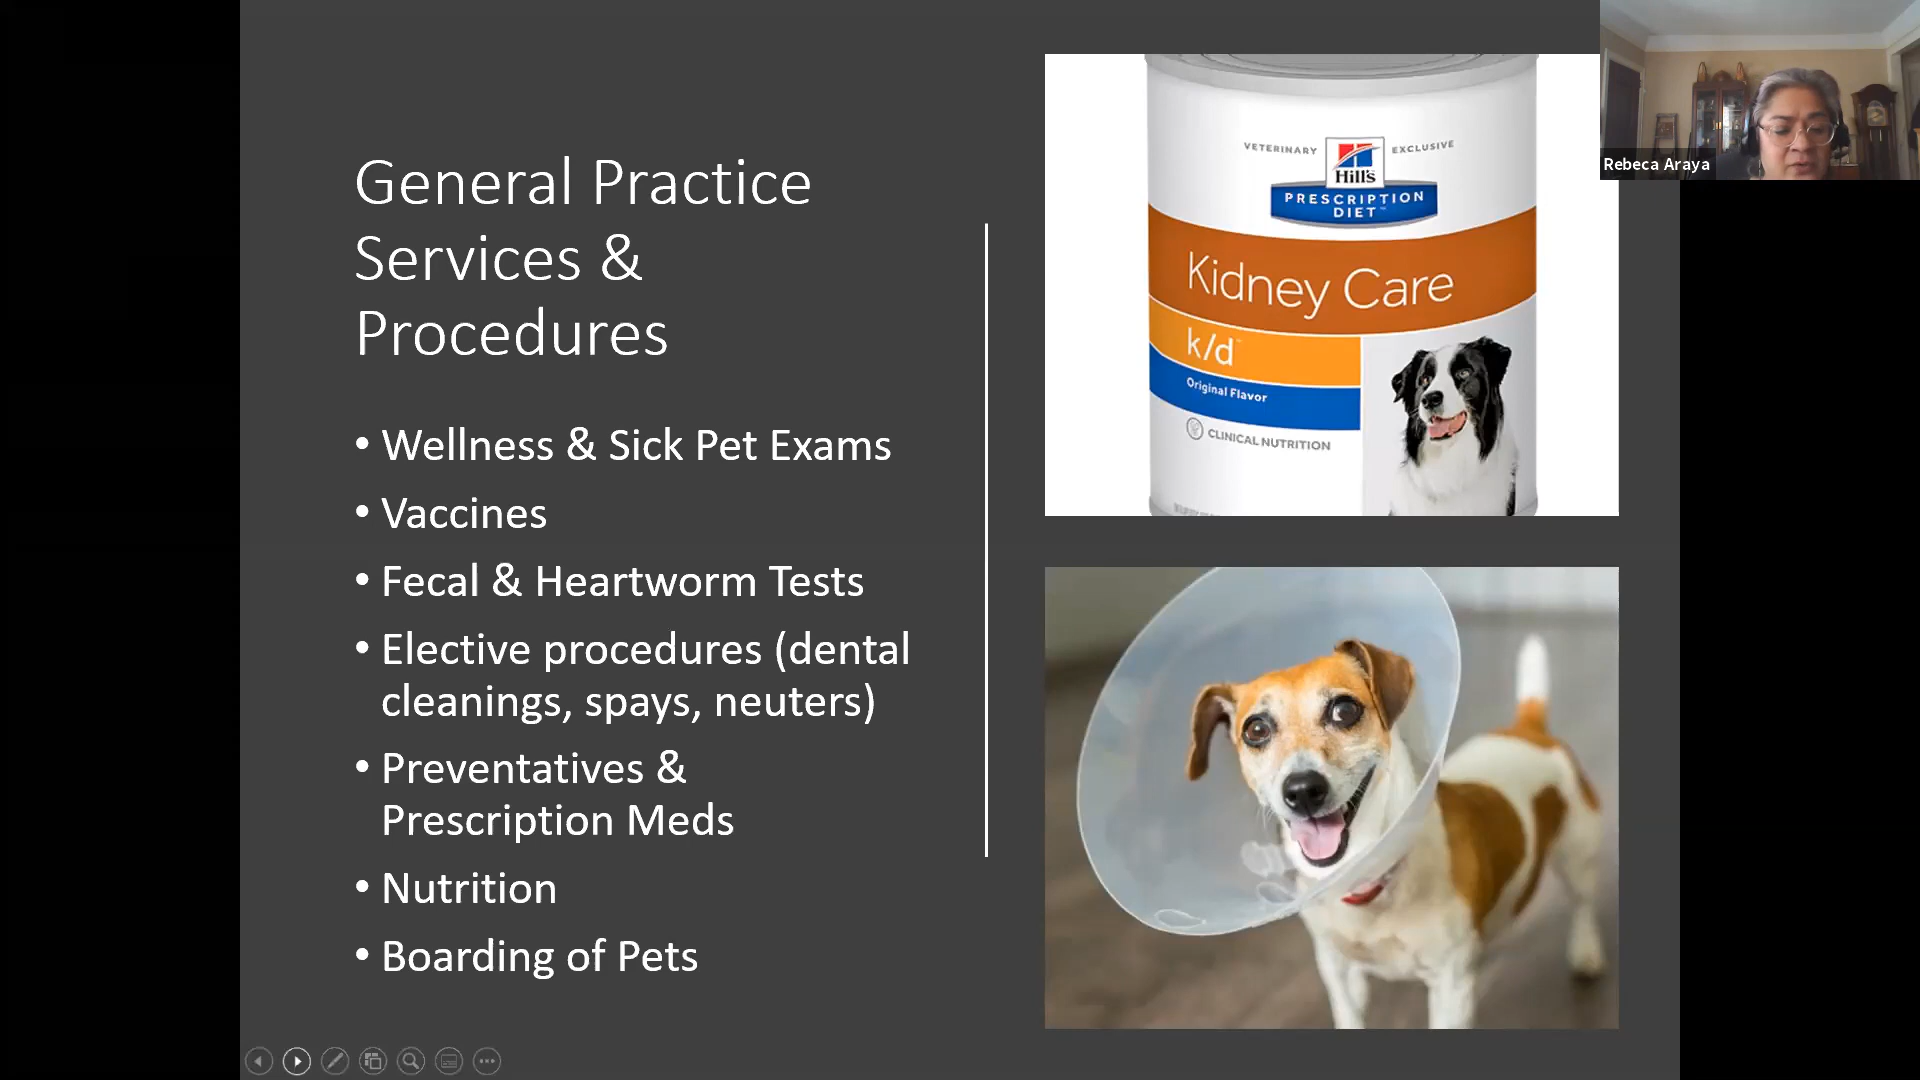 General Practice
Services &
Procedures
• Wellness & Sick Pet Exams
• Vaccines
• Fecal & Heartworm Tests
• Elective procedures (dental
cleanings, spays, neuters)
• Preventatives &
Prescription Meds
• Nutrition
• Boarding of Pets
VETERINARY EXCLUSIVE
Hill's
PRESCRIPTION
DIET
Kidney Care
k/d
Original Flavor
CLINICAL NUTRITION
Rebeca Araya